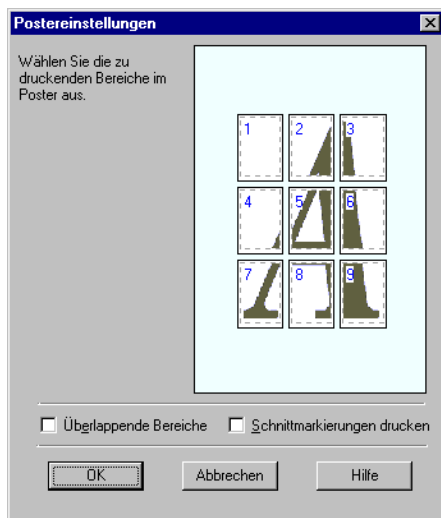 Postereinstellungen
Wählen Sie die zu
druckenden Bereiche im
Poster aus.
1 2 3
4 5 6
7 8 9
Überlappende Bereiche Schnittmarkierungen drucken
OK Abbrechen Hilfe